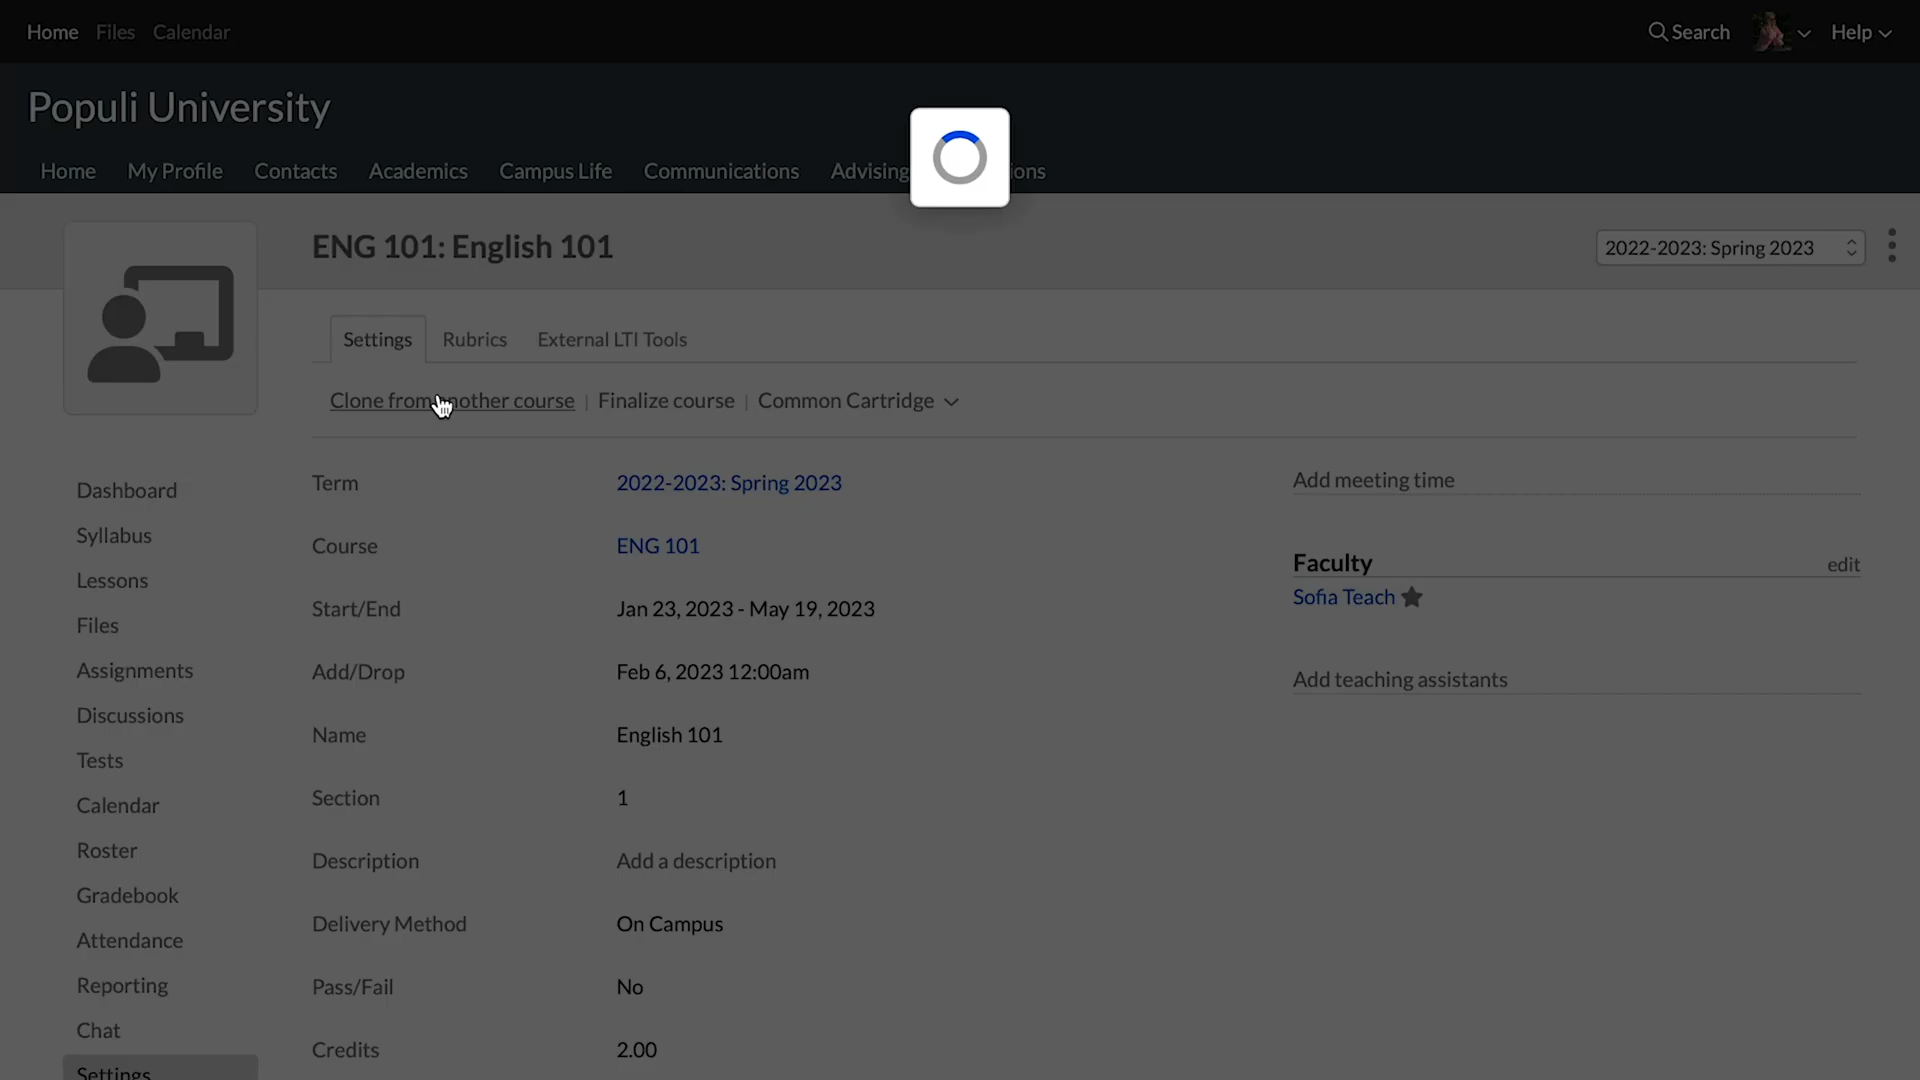 Home Files Calendar Search Help
Populi University
Home My Profile Contacts Academics Campus Life Communications Advising ions
ENG 101: English 101 2022-2023: Spring 2023
Settings Rubrics External LTI Tools
Clone from another course | Finalize course | Common Cartridge
Term 2022-2023: Spring 2023 Add meeting time
Dashboard
Syllabus
Course ENG 101
Faculty edit
Lessons
Start/End Jan 23, 2023 - May 19, 2023 Sofia Teach
Files
Assignments
Add/Drop Feb 6, 2023 12:00am Add teaching assistants
Discussions
Name English 101
Tests
Calendar
Section 1
Roster
Description Add a description
Gradebook
Delivery Method On Campus
Attendance
Reporting
Pass/Fail No
Chat
Credits 2.00
Settings